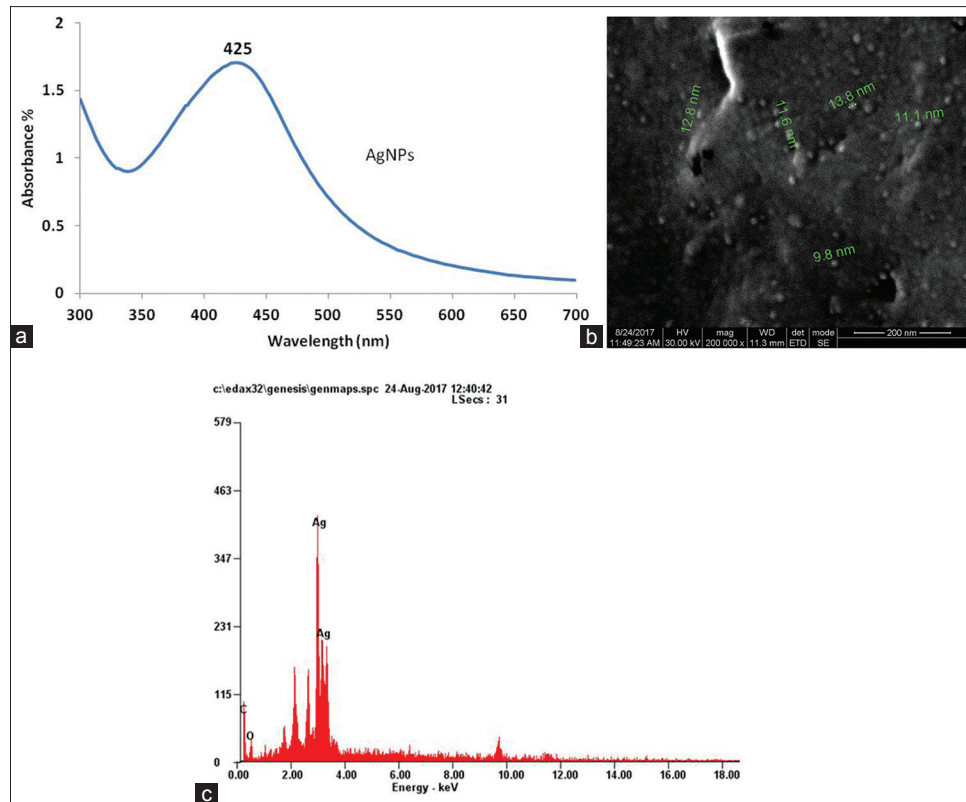 2
425
1.5
Absorbance %
1
AgNPs
0.5
0
300 350 400 450 500 550 600 650 700
Wavelength (nm)
a
12.8 nm
11.6 nm
13.8 nm
11.1 nm
9.8 nm
8/24/2017 HV mag WD det mode
200 nm
11:49:23 AM 30.00 kV 200 000 x 11.3 mm ETD SE
b
c:\edax32\genesis\genmaps.spc 24-Aug-2017 12:40:42
LSecs : 31
579
463
Ag
347
231
Ag
115
C
O
0
0.00 2.00 4.00 6.00 8.00 10.00 12.00 14.00 16.00 18.00
Energy - keV
c